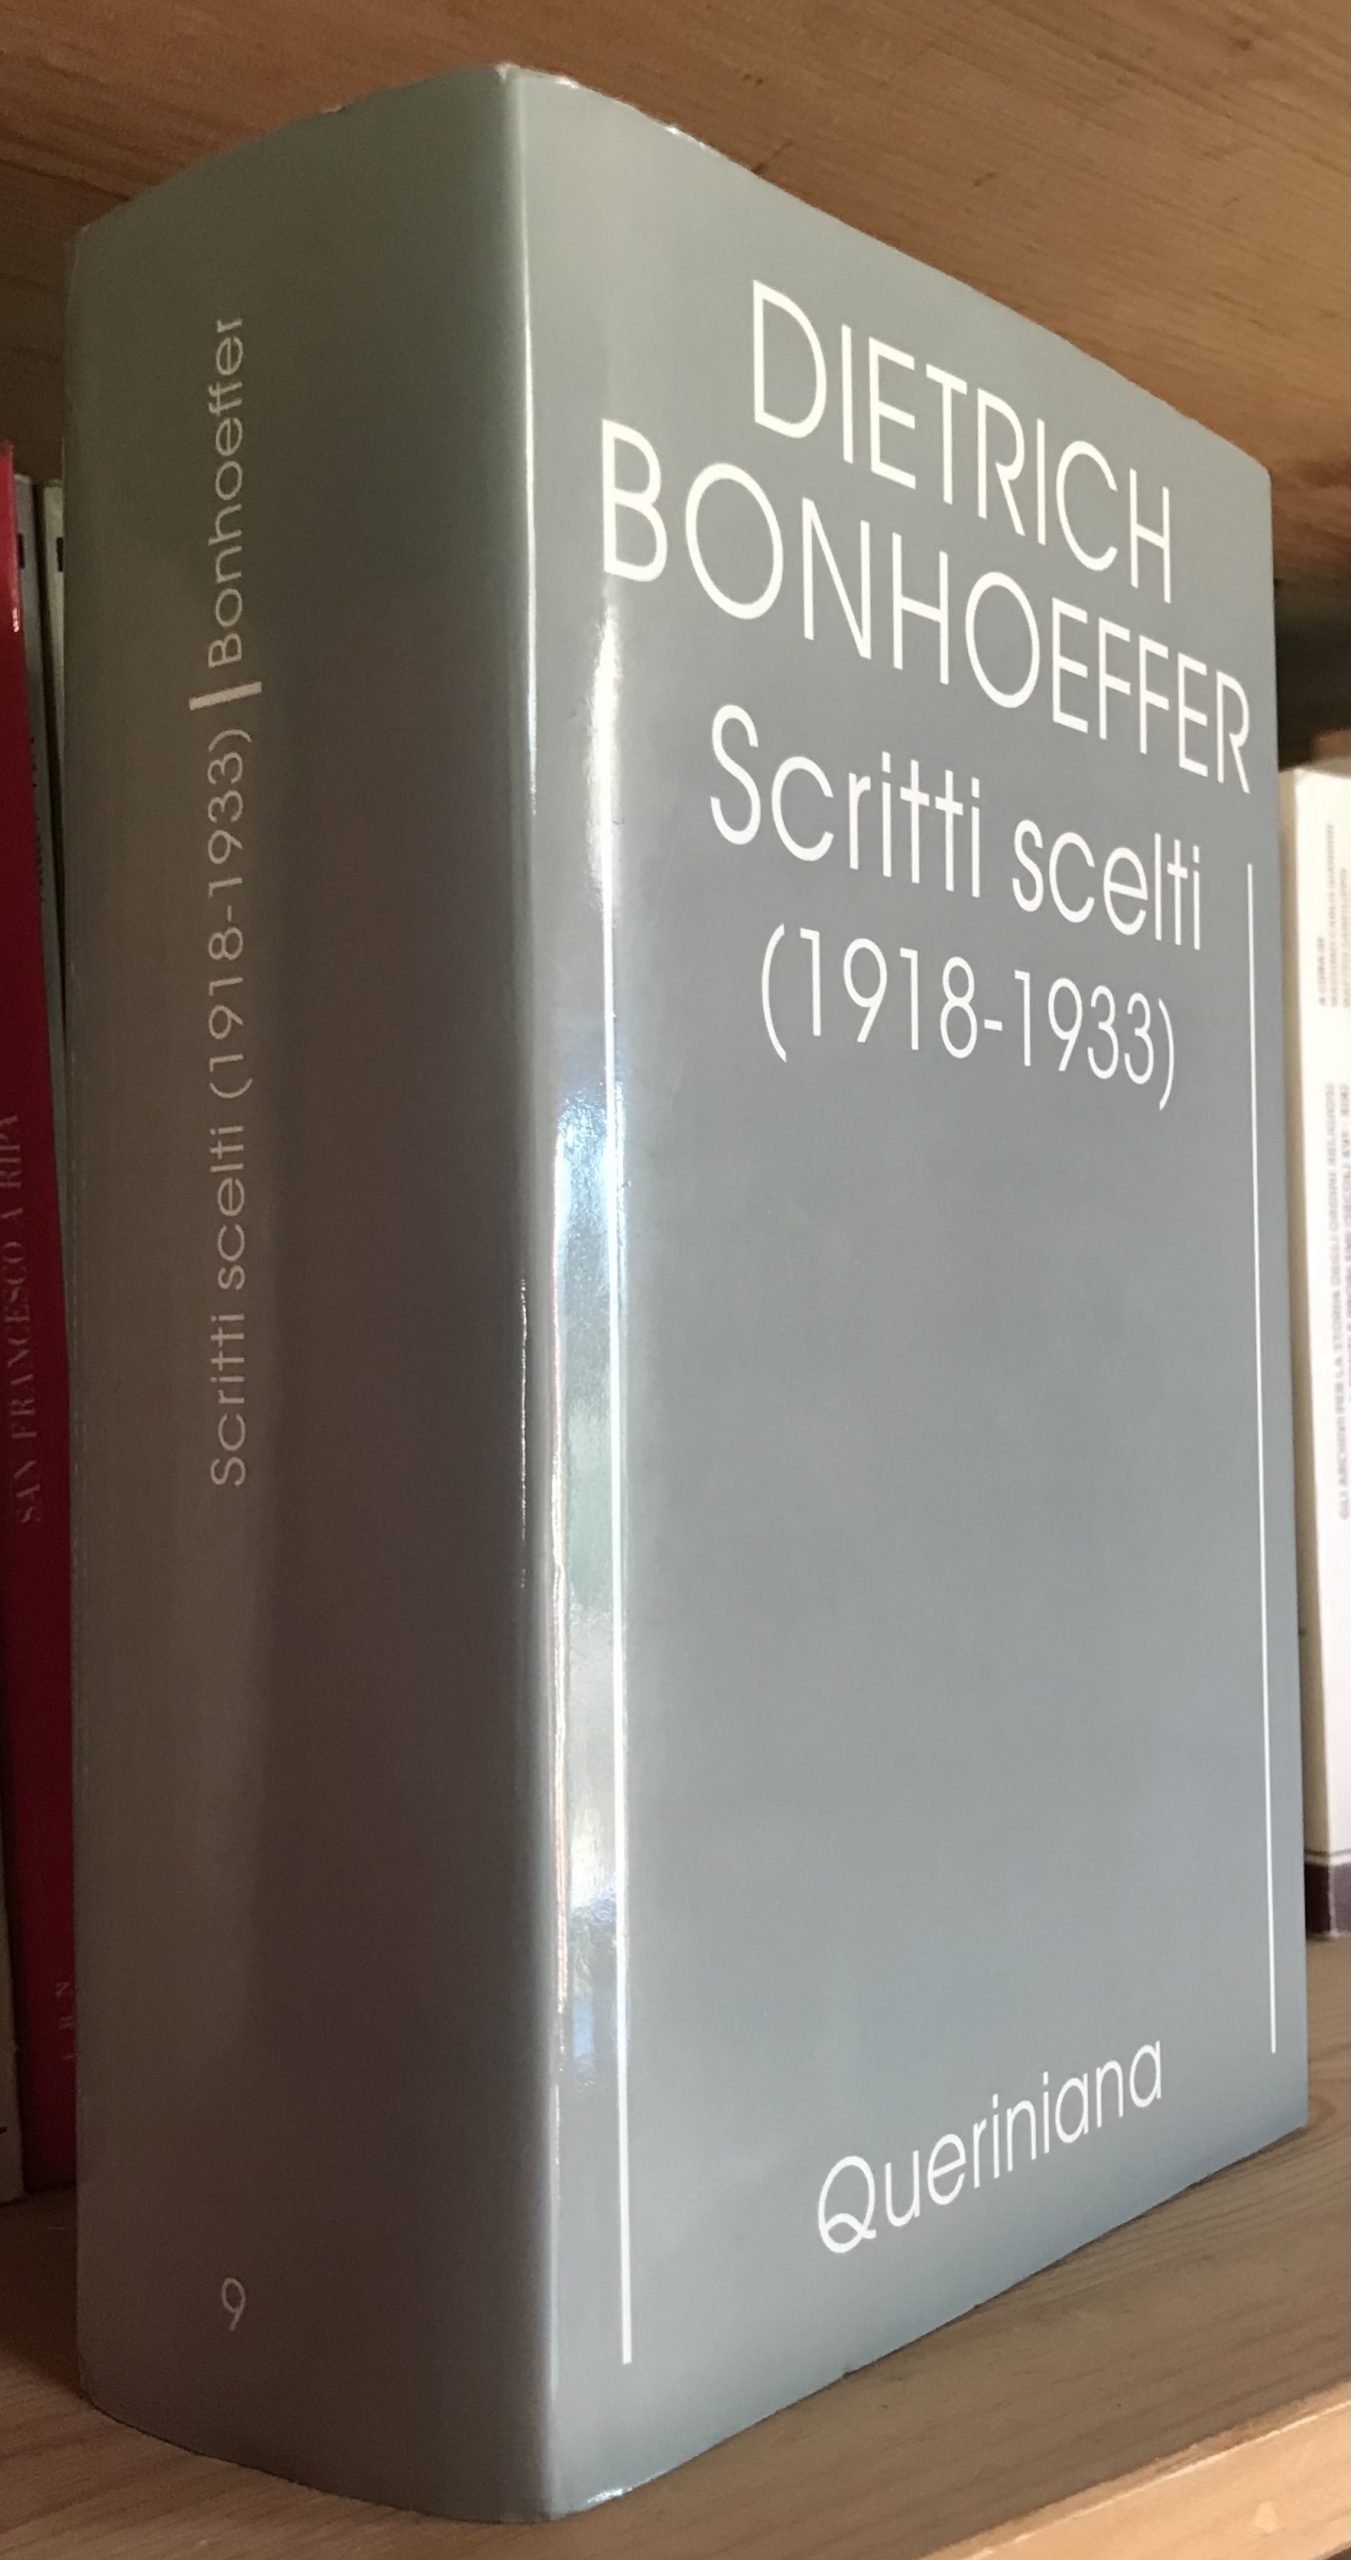 DIETRICH
BONHOEFFER
Scritti scelti
(1918-1933)
Queriniana
Scritti scelti (1918-1933) | Bonhoeffer
9
SAN FRANCESCO A RIPA